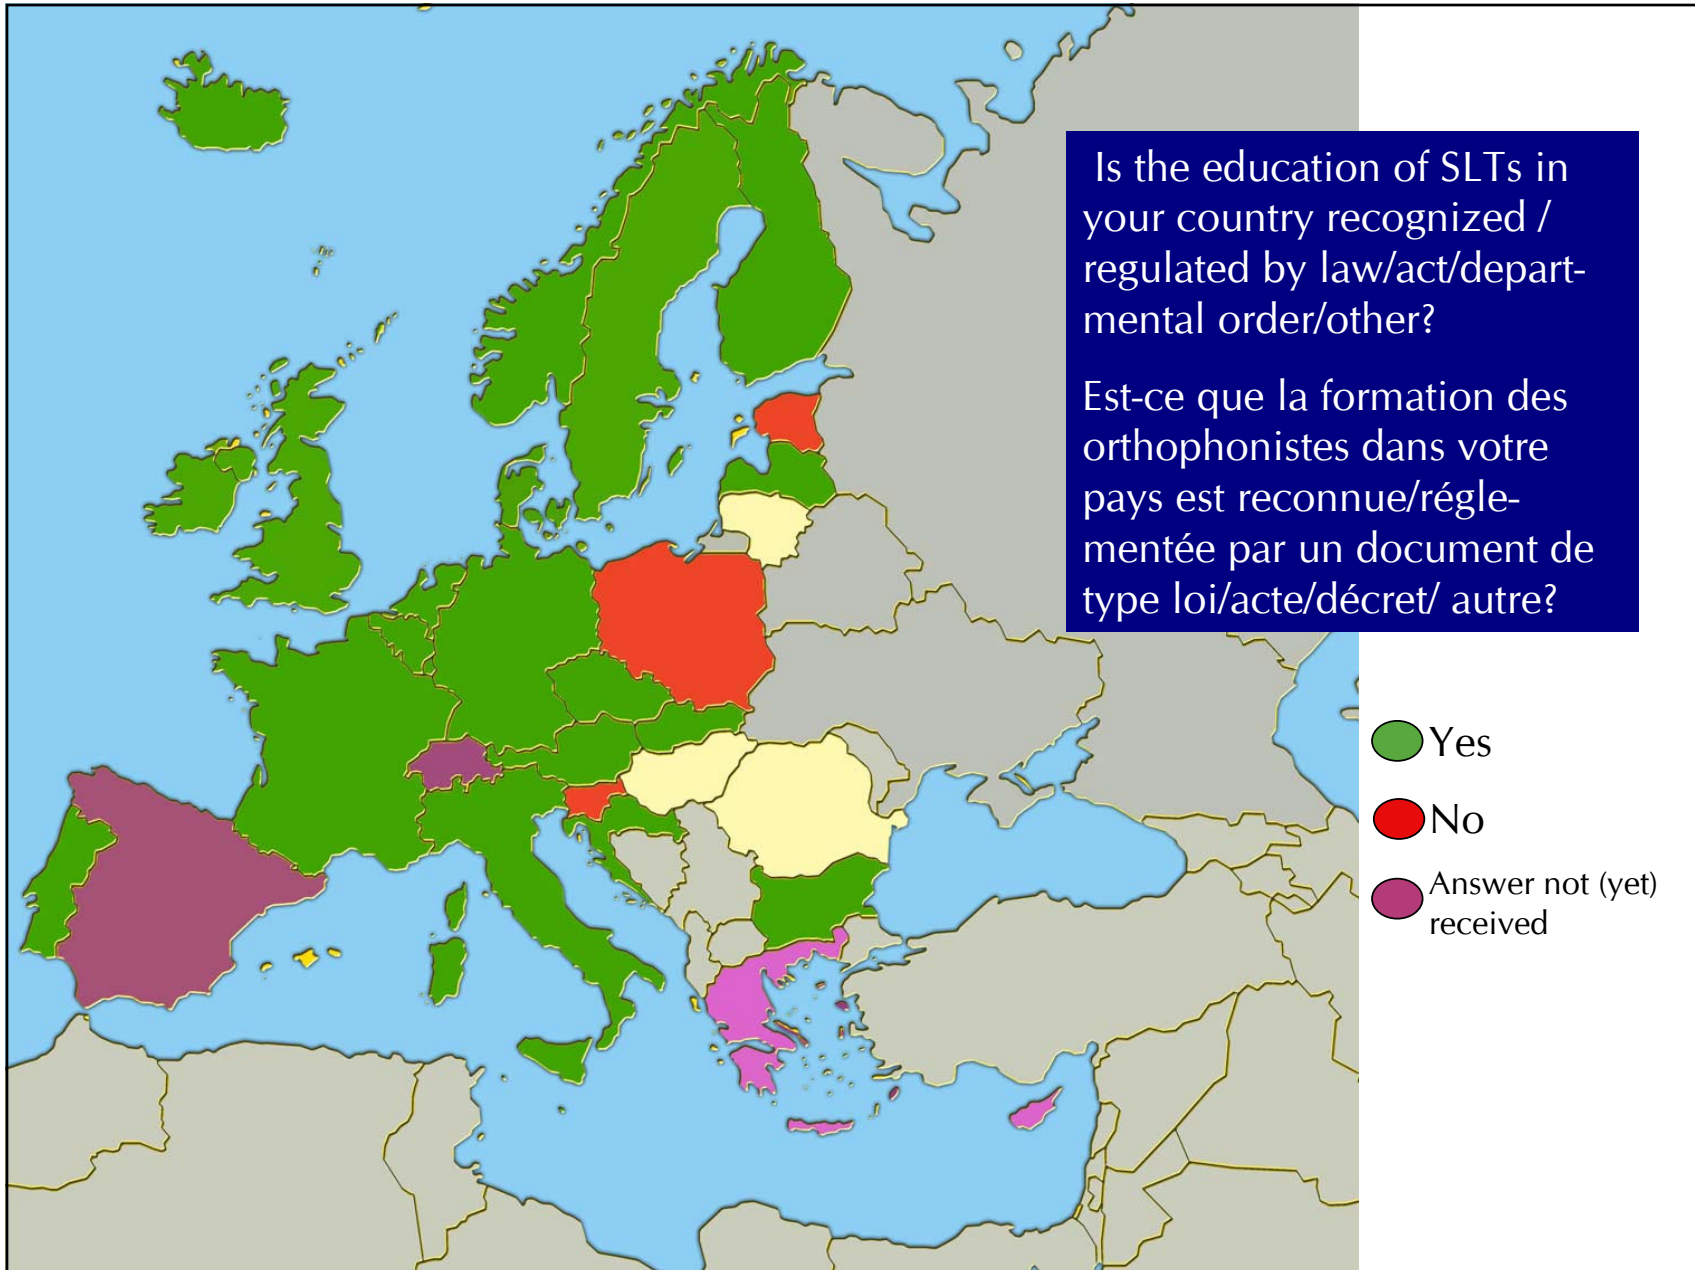 Is the education of SLTs in
your country recognized /
regulated by law/act/depart-
mental order/other?
Est-ce que la formation des
orthophonistes dans votre
pays est reconnue/régle-
mentée par un document de
type loi/acte/décret/ autre?
Yes
No
Answer not (yet)
received